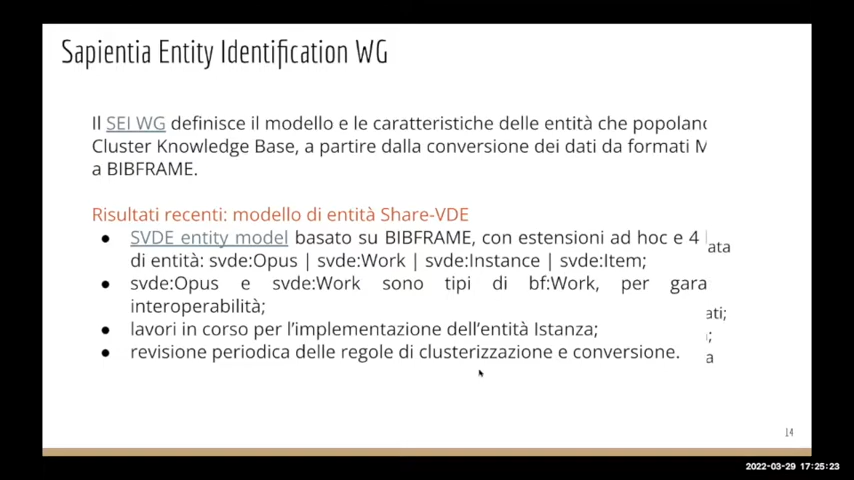 Sapientia Entity Identification WG
Il SEI WG definisce il modello e le caratteristiche delle entità che
Cluster Knowledge Base, a partire dalla conversione dei dati da formati
a BIBFRAME.
Risultati recenti: modello di entità Share-VDE
● SVDE entity model basato su BIBFRAME, con estensioni ad hoc e 4
di entità: svde:Opus | svde:Work | svde:Instance | svde:Item;
● svde:Opus e svde:Work sono tipi di bf:Work, per
interoperabilità;
● lavori in corso per l’implementazione dell’entità Istanza;
● revisione periodica delle regole di clusterizzazione e conversione.
14
2022-03-29 17:25:23